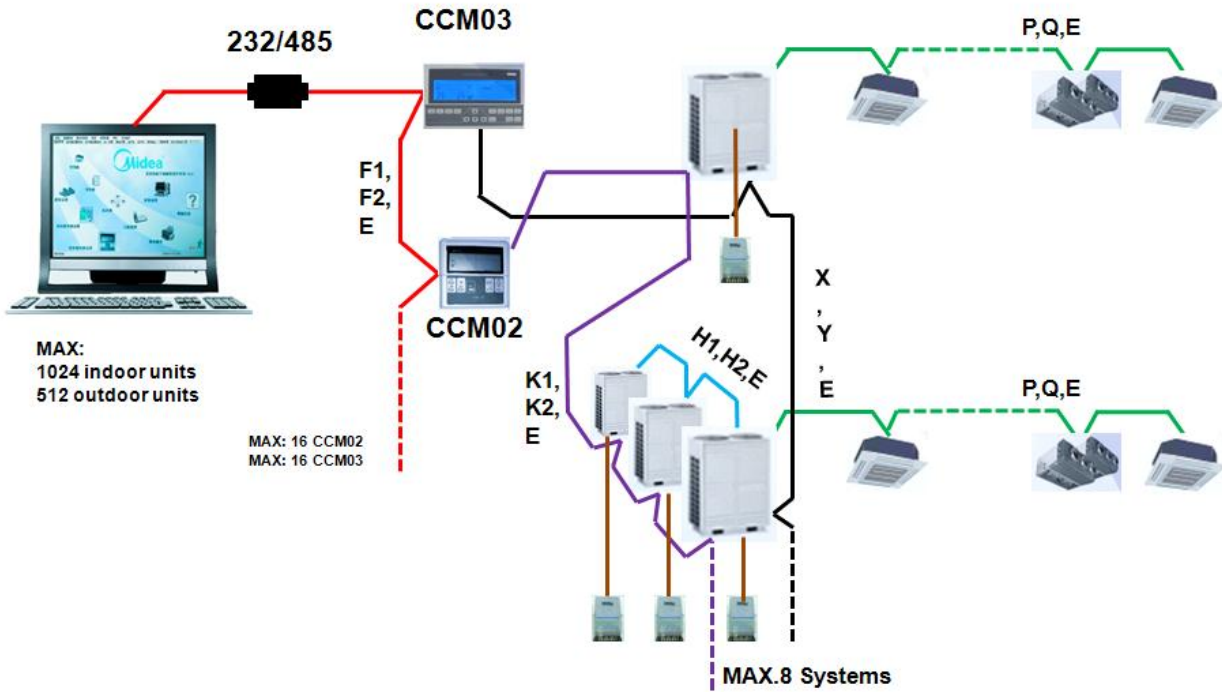 CCM03
232/485
P,Q,E
Midea
F1,
F2,
E
CCM02
X
,
Y
,
E
MAX:
1024 indoor units
512 outdoor units
H1,H2,E
K1,
K2,
E
P,Q,E
MAX: 16 CCM02
MAX: 16 CCM03
MAX.8 Systems